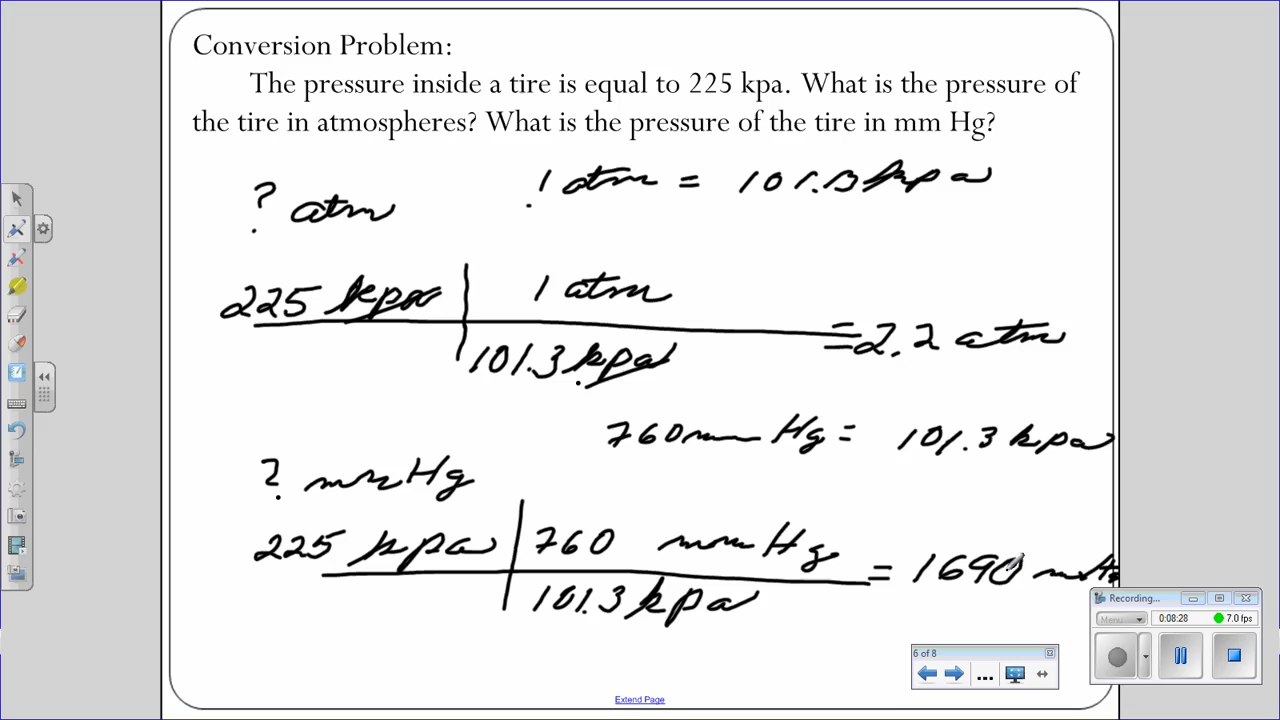 Conversion Problem:
The pressure inside a tire is equal to 225 kpa. What is the pressure of
the tire in atmospheres? What is the pressure of the tire in mm Hg?
? atm
1 atm = 101.3 kpa
225 kpa | 1 atm
101.3 kpa
= 2.2 atm
760 mm Hg = 101.3 kpa
? mm Hg
225 kpa | 760 mm Hg
101.3 kpa
= 1690 mm Hg
Recording...
Menu
0:08:28
7.0 fps
6 of 8
...
Extend Page